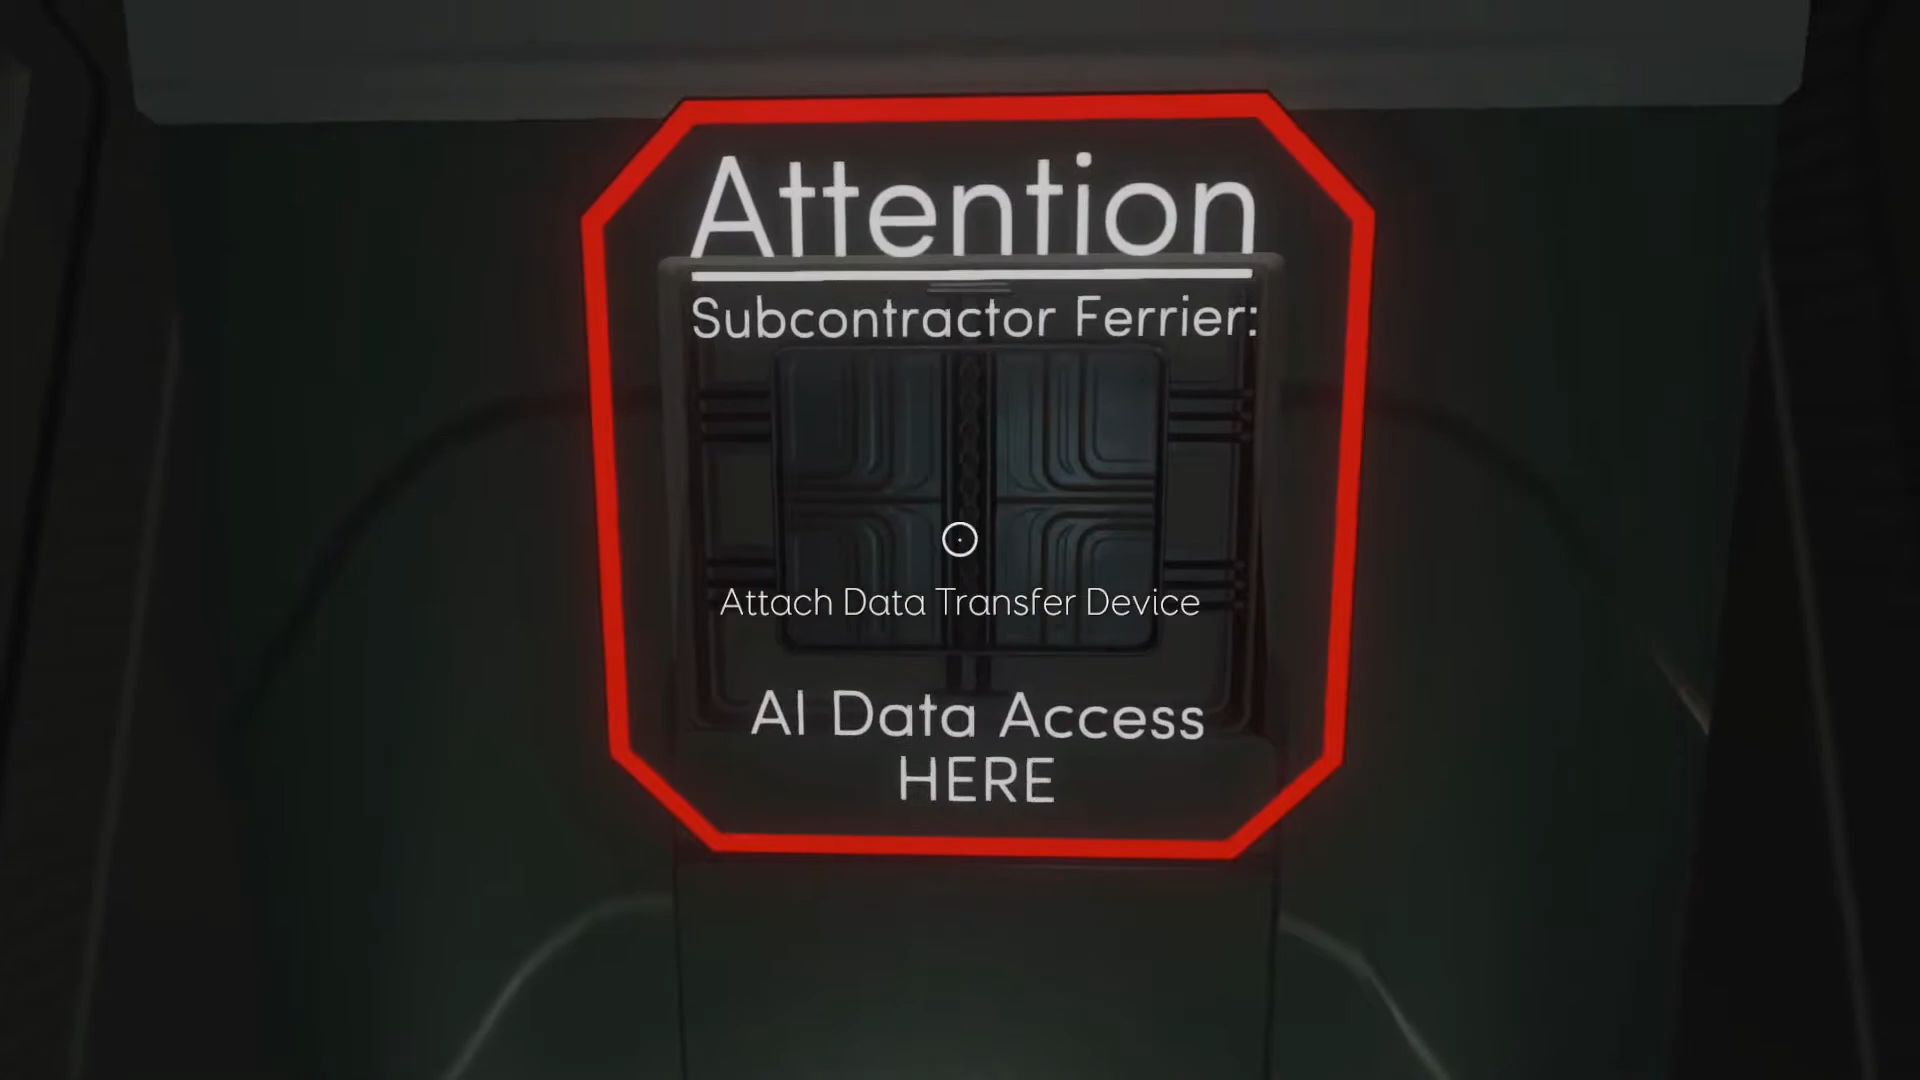 Attention
Subcontractor Ferrier:
Attach Data Transfer Device
AI Data Access
HERE